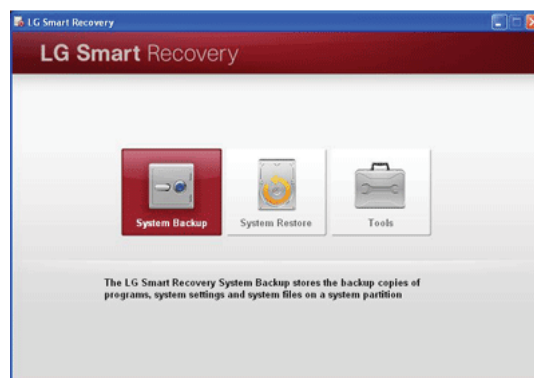 LG Smart Recovery
LG Smart Recovery
System Backup
System Restore
Tools
The LG Smart Recovery System Backup stores the backup copies of
programs, system settings and system files on a system partition